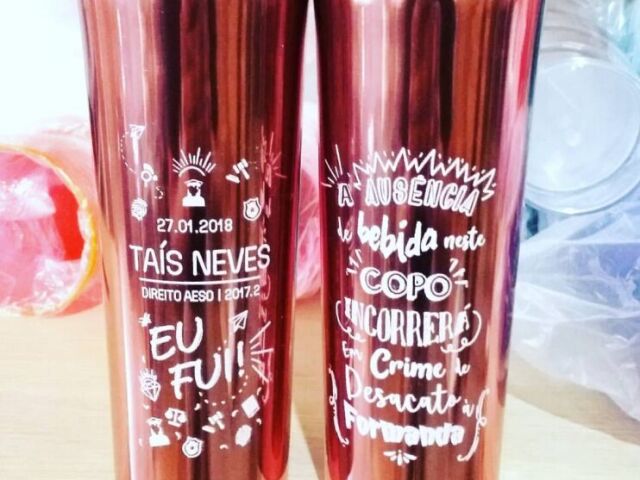 27.01.2018
TAÍS NEVES
DIREITO AESO | 2017.2
EU
FUI!
A AUSÊNCIA
de bebida neste
COPO
INCORRERÁ
Em Crime de
Desacato à
Formanda